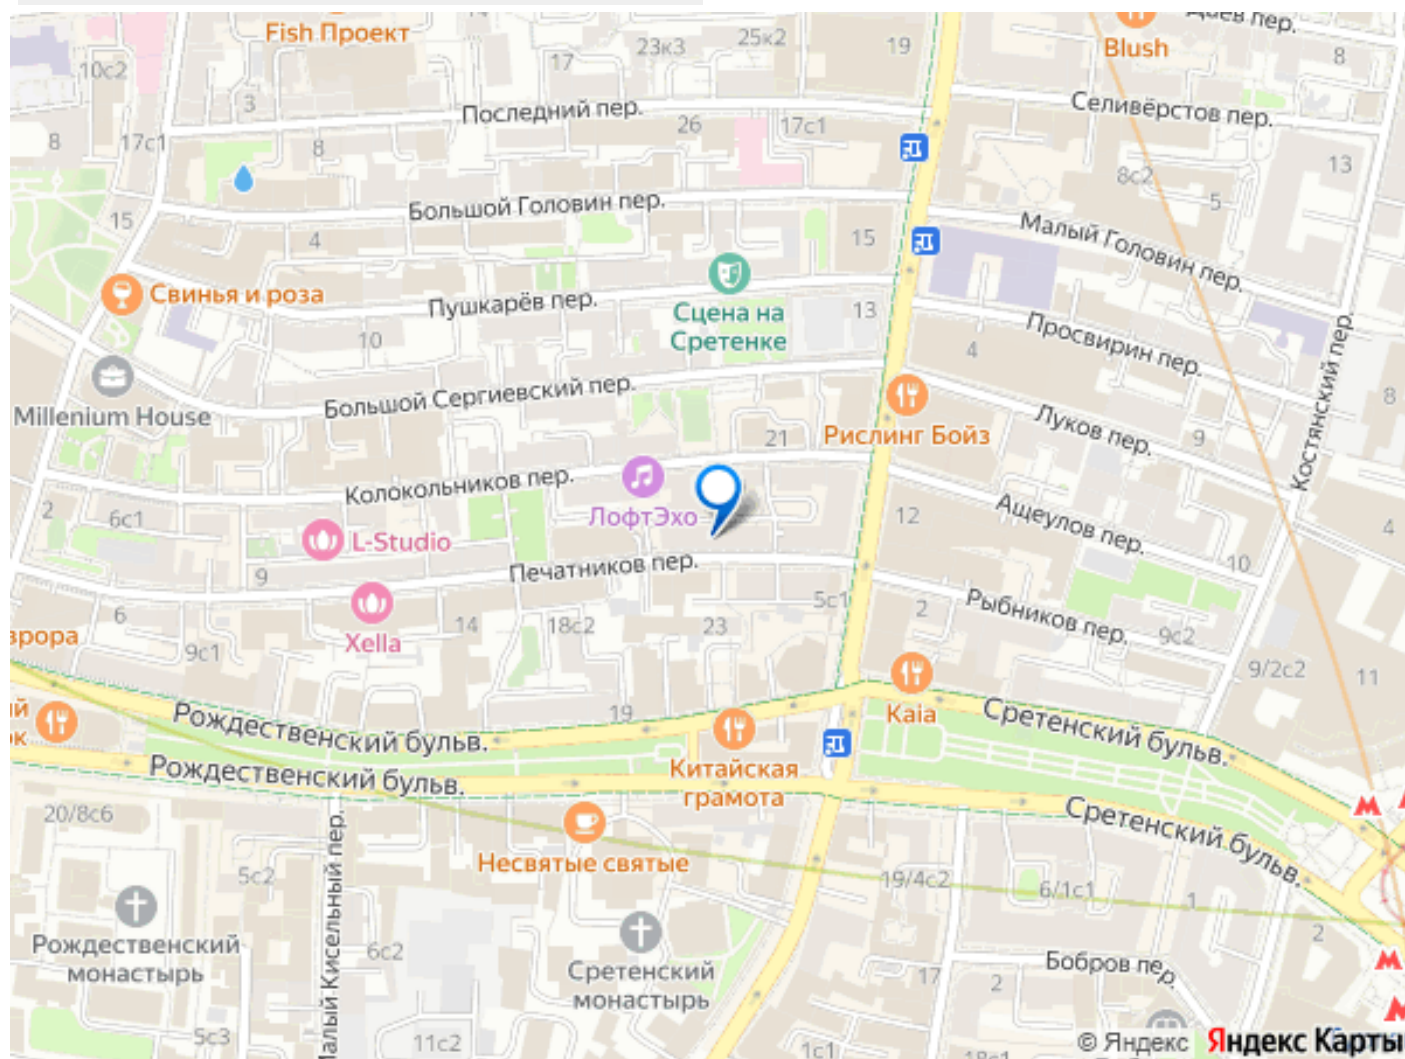 Fish Проект
23к3
25к2
19
Blush
Даев пер.
8
10с2
17
3
Последний пер.
Селивёрстов пер.
8
17с1
8
26
17с1
13
8с2
5
15
Большой Головин пер.
Малый Головин пер.
4
15
Свинья и роза
Пушкарёв пер.
Сцена на
Сретенке
13
Просвирин пер.
4
10
Millenium House
Большой Сергиевский пер.
Рислинг Бойз
Луков пер.
9
8
Костянский пер.
21
Колокольников пер.
ЛофтЭхо
2
6с1
L-Studio
12
Ащеулов пер.
4
10
9
Печатников пер.
6
Xella
14
18с2
23
5с1
2
Рыбников пер.
9с2
9с1
9/2с2
11
19
Kaia
Рождественский бульв.
Сретенский бульв.
Рождественский бульв.
Китайская
грамота
Сретенский бульв.
20/8с6
Несвятые святые
5с2
19/4с2
6/1с1
1
Малый Кисельный пер.
Рождественский
монастырь
6с2
Сретенский
монастырь
17
2
Бобров пер.
2
5с3
11с2
1с1
18с1
© Яндекс Яндекс Карты